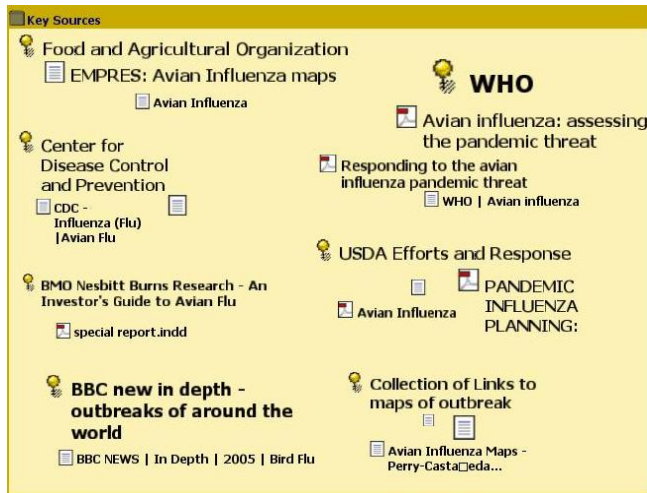 Key Sources
Food and Agricultural Organization
EMPRES: Avian Influenza maps
Avian Influenza
WHO
Avian influenza: assessing
the pandemic threat
Responding to the avian
influenza pandemic threat
WHO | Avian influenza
Center for
Disease Control
and Prevention
CDC -
Influenza (Flu)
|Avian Flu
USDA Efforts and Response
Avian Influenza
PANDEMIC
INFLUENZA
PLANNING:
BMO Nesbitt Burns Research - An
Investor's Guide to Avian Flu
special report.indd
BBC new in depth -
outbreaks of around the
world
BBC NEWS | In Depth | 2005 | Bird Flu
Collection of Links to
maps of outbreak
Avian Influenza Maps -
Perry-Casta□eda...